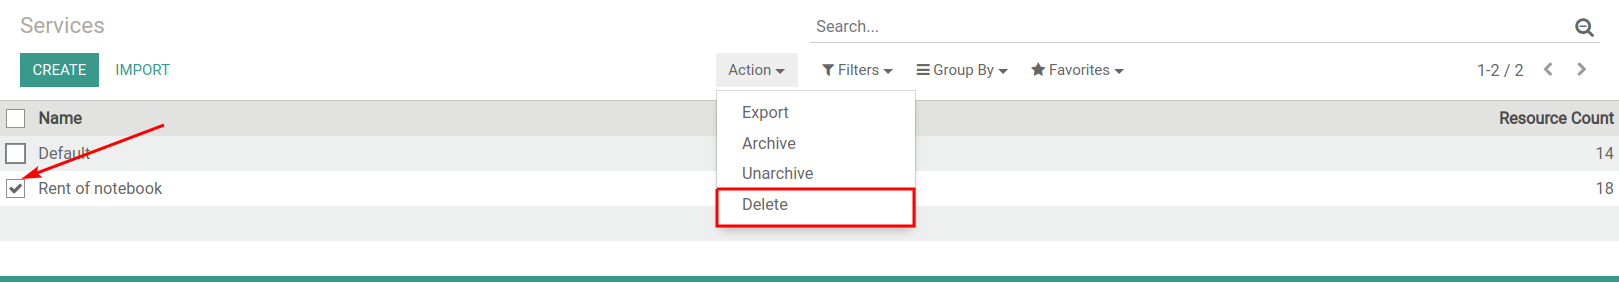 Services
Search...
CREATE IMPORT Action Filters Group By Favorites 1-2 / 2
Export
Archive
Unarchive
Delete
Name Resource Count
Default 14
Rent of notebook 18